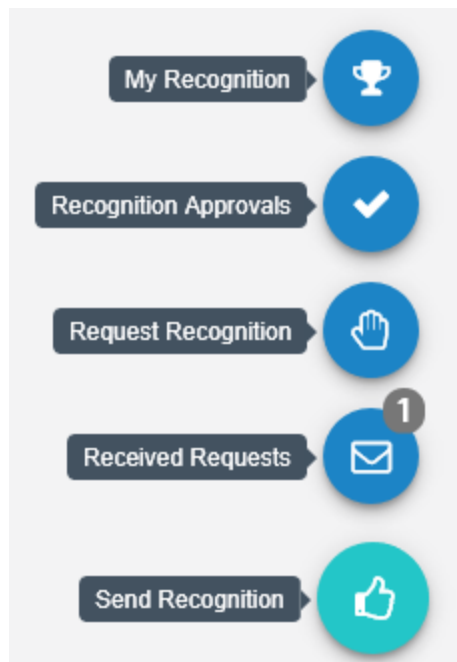 My Recognition
Recognition Approvals
Request Recognition
1
Received Requests
Send Recognition